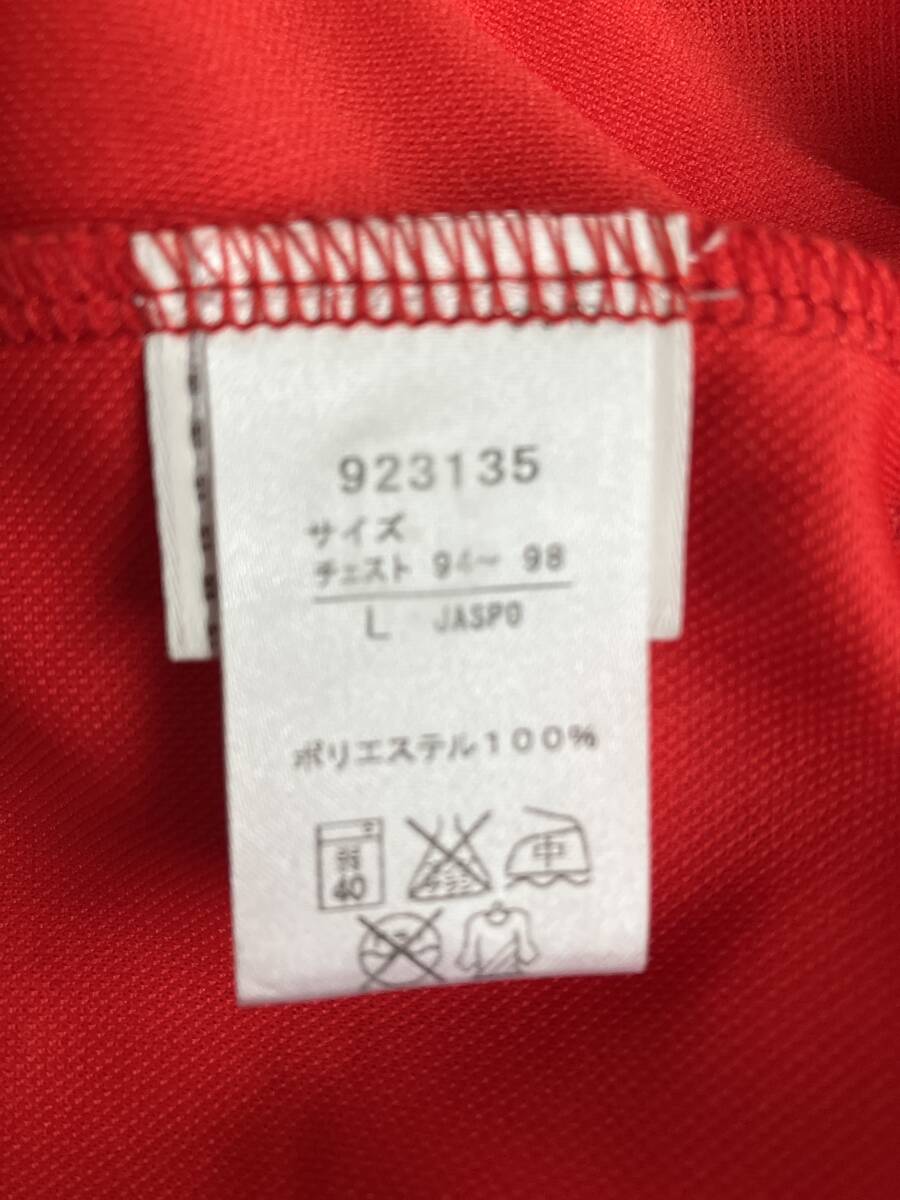 923135
サイズ
チェスト 94～ 98
L JASPO
ポリエステル100%
弱
40
中